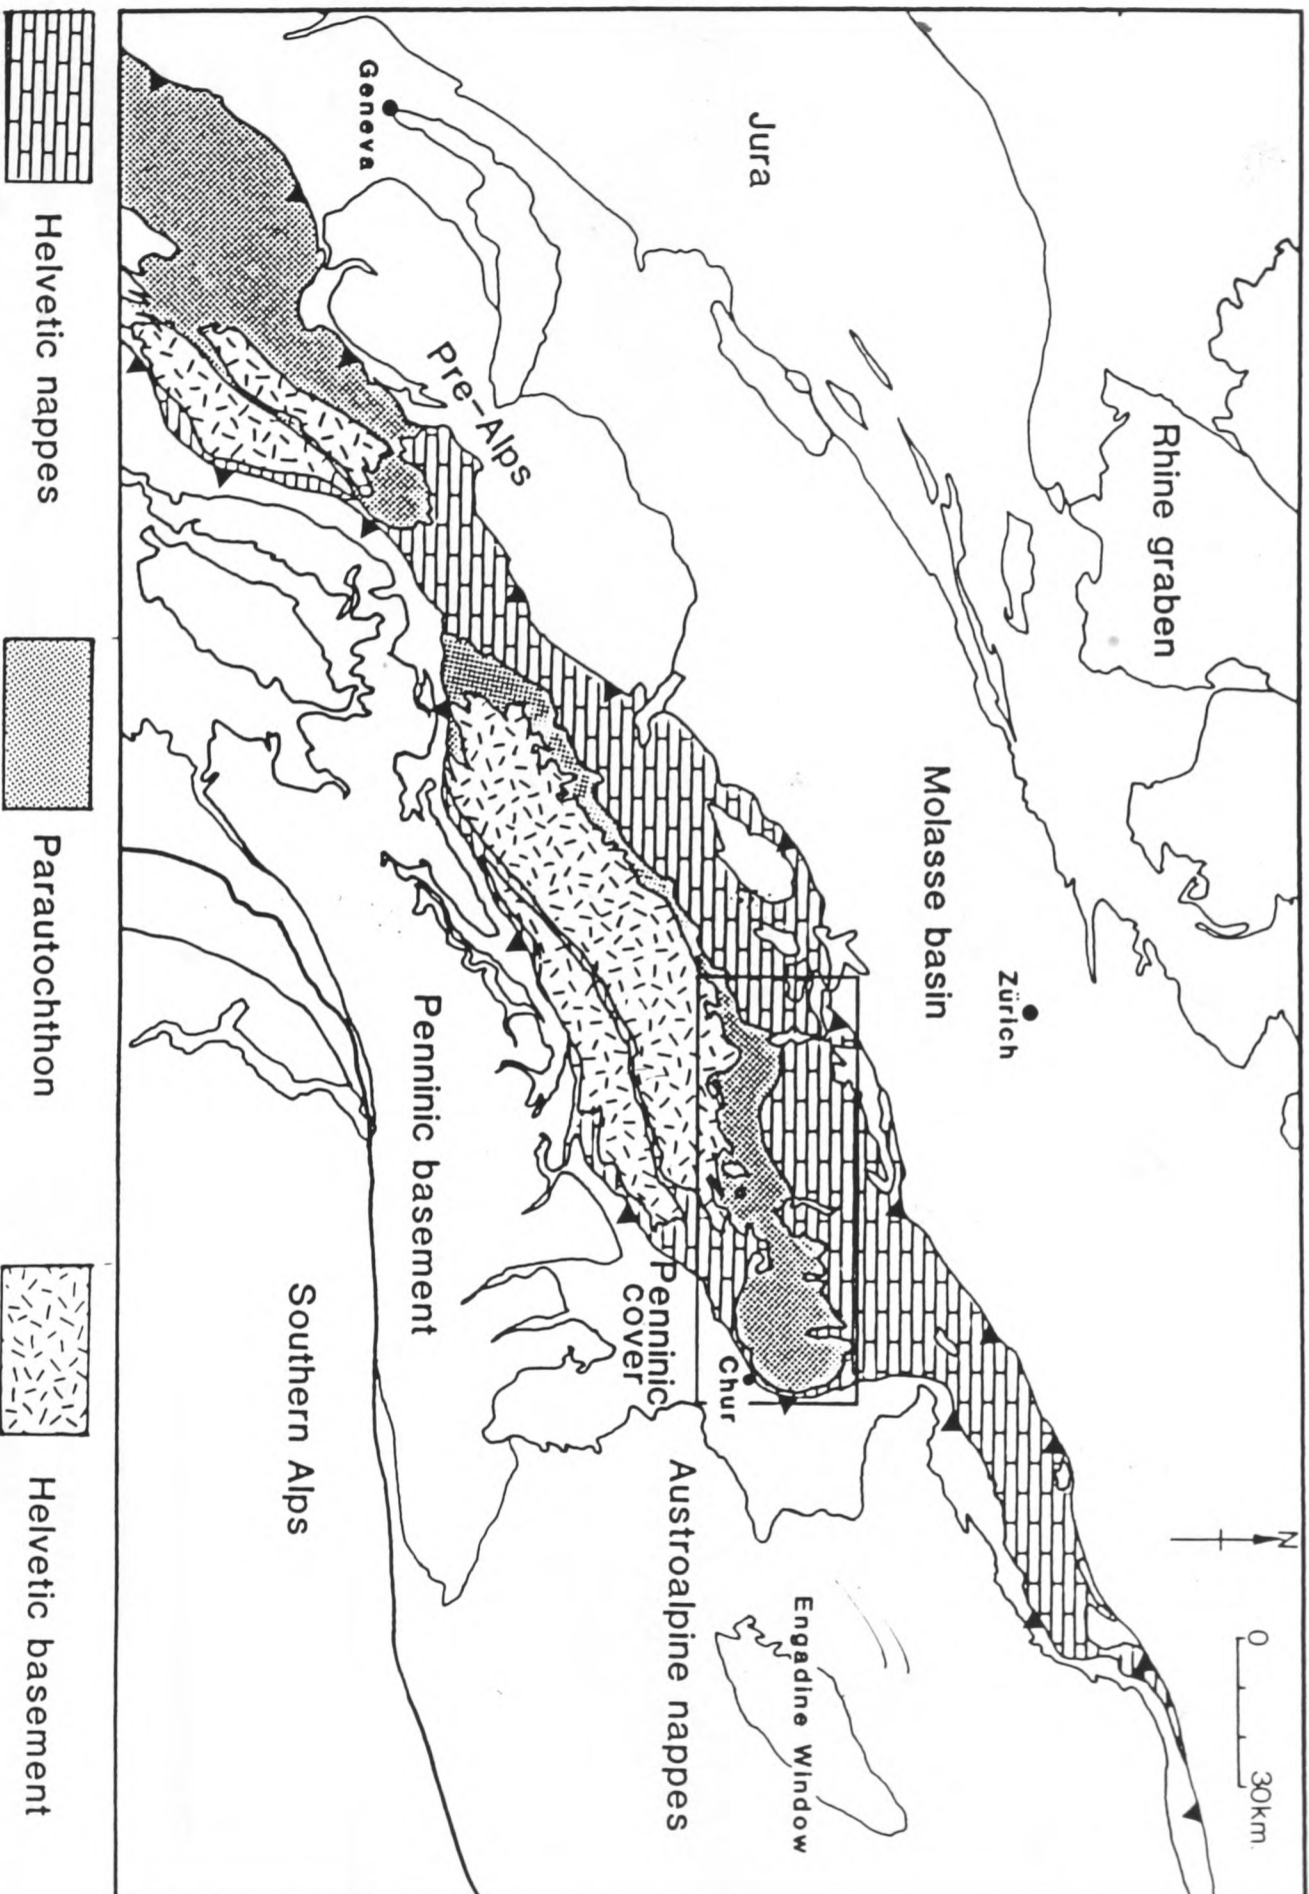 N
0 30km.
Rhine graben
Jura
Zürich
Molasse basin
Geneva
Pre-Alps
Engadine Window
Chur
Austroalpine nappes
Penninic
cover
Penninic basement
Southern Alps
Helvetic nappes
Parautochthon
Helvetic basement